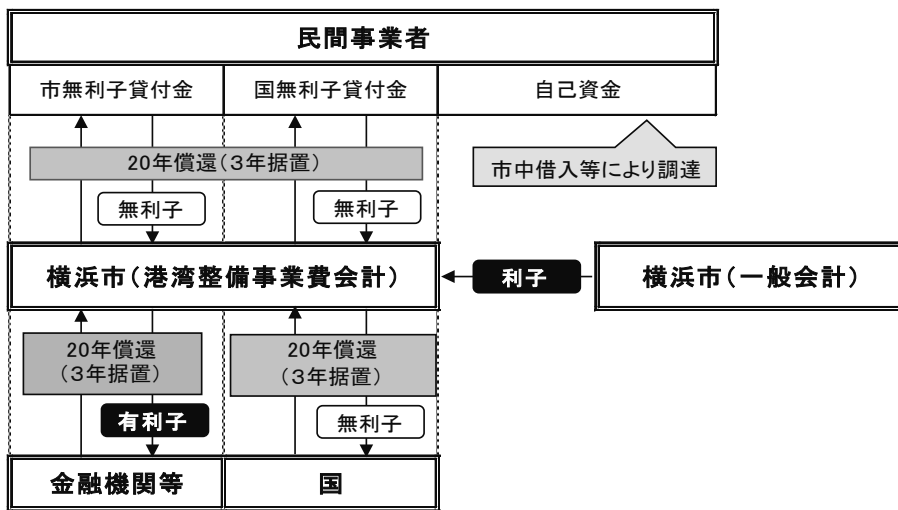 民間事業者
市無利子貸付金
国無利子貸付金
自己資金
20年償還(3年据置)
市中借入等により調達
無利子
無利子
横浜市(港湾整備事業費会計)
利子
横浜市(一般会計)
20年償還
(3年据置)
20年償還
(3年据置)
有利子
無利子
金融機関等
国